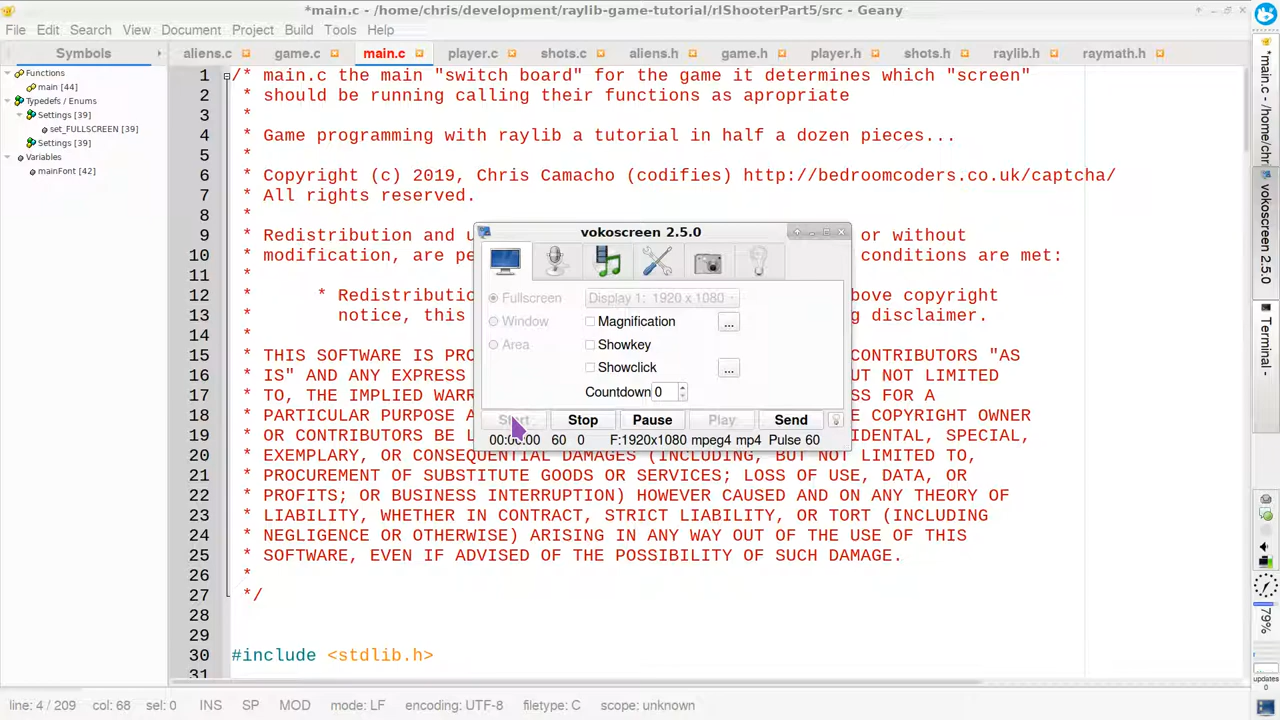 *main.c - /home/chris/development/raylib-game-tutorial/rlShooterPart5/src - Geany
File Edit Search View Document Project Build Tools Help
Symbols
aliens.c game.c main.c player.c shots.c aliens.h game.h player.h shots.h raylib.h raymath.h
Functions
main [44]
Typedefs / Enums
Settings [39]
set_FULLSCREEN [39]
Settings [39]
Variables
mainFont [42]
1 /* main.c the main "switch board" for the game it determines which "screen"
2 * should be running calling their functions as apropriate
3 *
4 * Game programming with raylib a tutorial in half a dozen pieces...
5 *
6 * Copyright (c) 2019, Chris Camacho (codifies) http://bedroomcoders.co.uk/captcha/
7 * All rights reserved.
8 *
9 * Redistribution and u or without
10 * modification, are pe conditions are met:
11 *
12 * * Redistributio bove copyright
13 * notice, this ng disclaimer.
14 *
15 * THIS SOFTWARE IS PRO CONTRIBUTORS "AS
16 * IS" AND ANY EXPRESS BUT NOT LIMITED
17 * TO, THE IMPLIED WARR SS FOR A
18 * PARTICULAR PURPOSE A E COPYRIGHT OWNER
19 * OR CONTRIBUTORS BE L IDENTAL, SPECIAL,
20 * EXEMPLARY, OR CONSEQUENTIAL DAMAGES (INCLUDING, BUT NOT LIMITED TO,
21 * PROCUREMENT OF SUBSTITUTE GOODS OR SERVICES; LOSS OF USE, DATA, OR
22 * PROFITS; OR BUSINESS INTERRUPTION) HOWEVER CAUSED AND ON ANY THEORY OF
23 * LIABILITY, WHETHER IN CONTRACT, STRICT LIABILITY, OR TORT (INCLUDING
24 * NEGLIGENCE OR OTHERWISE) ARISING IN ANY WAY OUT OF THE USE OF THIS
25 * SOFTWARE, EVEN IF ADVISED OF THE POSSIBILITY OF SUCH DAMAGE.
26 *
27 */
28
29
30 #include <stdlib.h>
31
vokoscreen 2.5.0
Fullscreen Display 1: 1920 x 1080
Window Magnification ...
Area Showkey
Showclick ...
Countdown 0
Start Stop Pause Play Send
00:00:00 60 0 F:1920x1080 mpeg4 mp4 Pulse 60
line: 4 / 209 col: 68 sel: 0 INS SP MOD mode: LF encoding: UTF-8 filetype: C scope: unknown
*main.c - /home/chri
vokoscreen 2.5.0
Terminal -
79%
updates
0